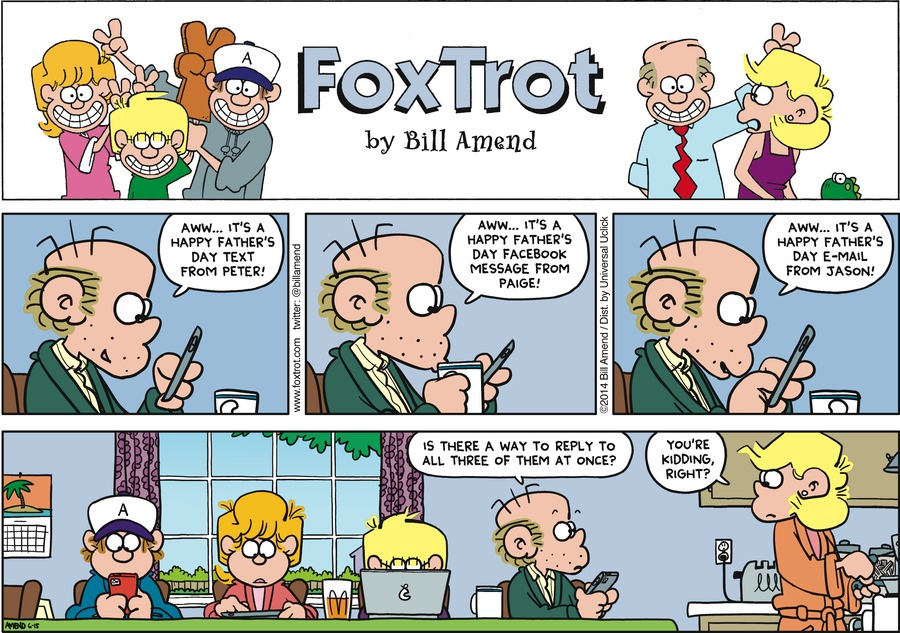 FoxTrot
by Bill Amend
A
AWW... IT'S A
HAPPY FATHER'S
DAY TEXT
FROM PETER!
www.foxtrot.com twitter: @billamend
AWW... IT'S A
HAPPY FATHER'S
DAY FACEBOOK
MESSAGE FROM
PAIGE!
©2014 Bill Amend / Dist. by Universal Uclick
AWW... IT'S A
HAPPY FATHER'S
DAY E-MAIL
FROM JASON!
A
IS THERE A WAY TO REPLY TO
ALL THREE OF THEM AT ONCE?
YOU'RE
KIDDING,
RIGHT?
AMEND 6-15